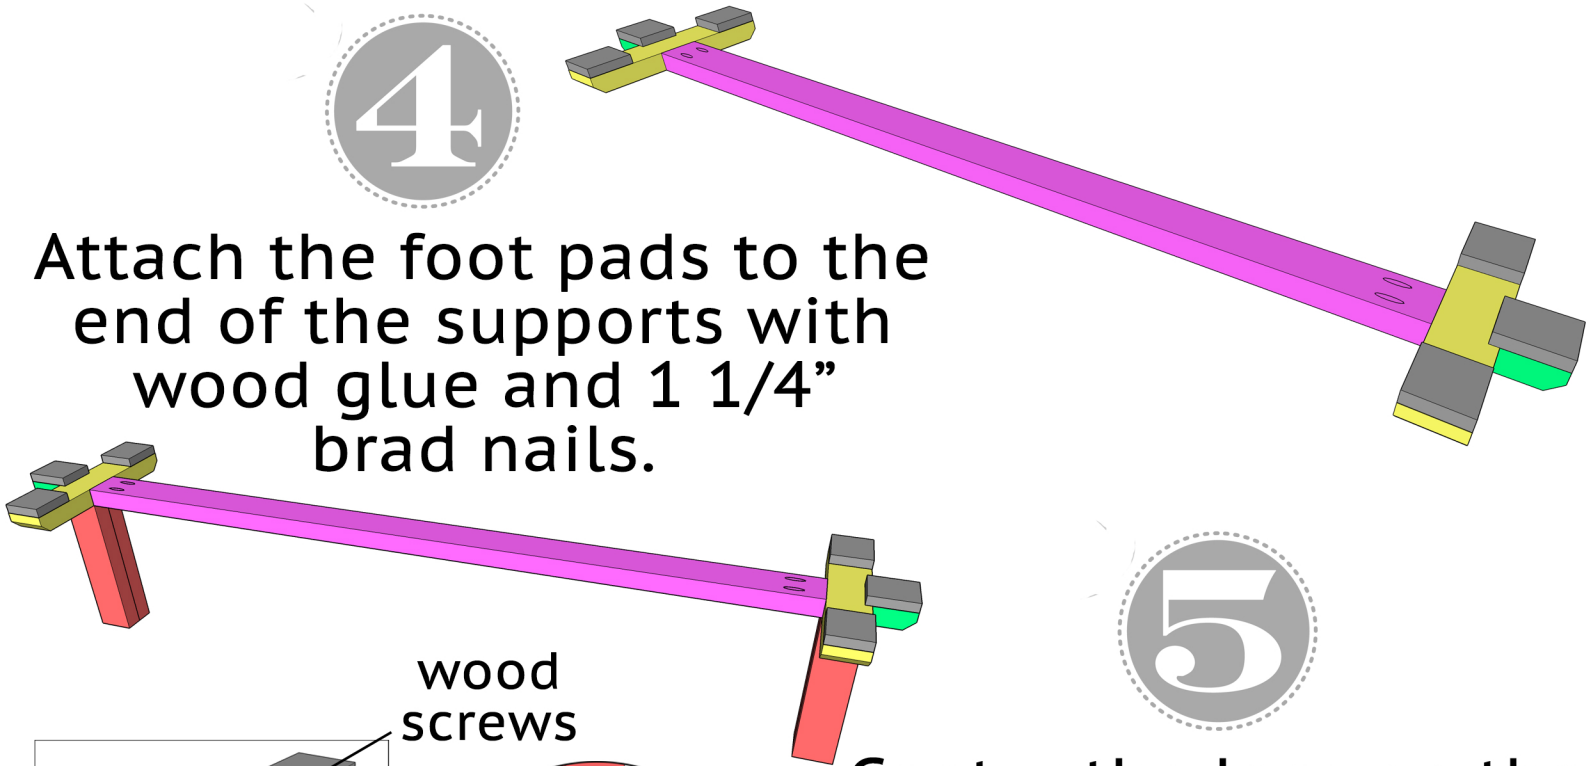 4
Attach the foot pads to the
end of the supports with
wood glue and 1 1/4”
brad nails.
wood
screws
5